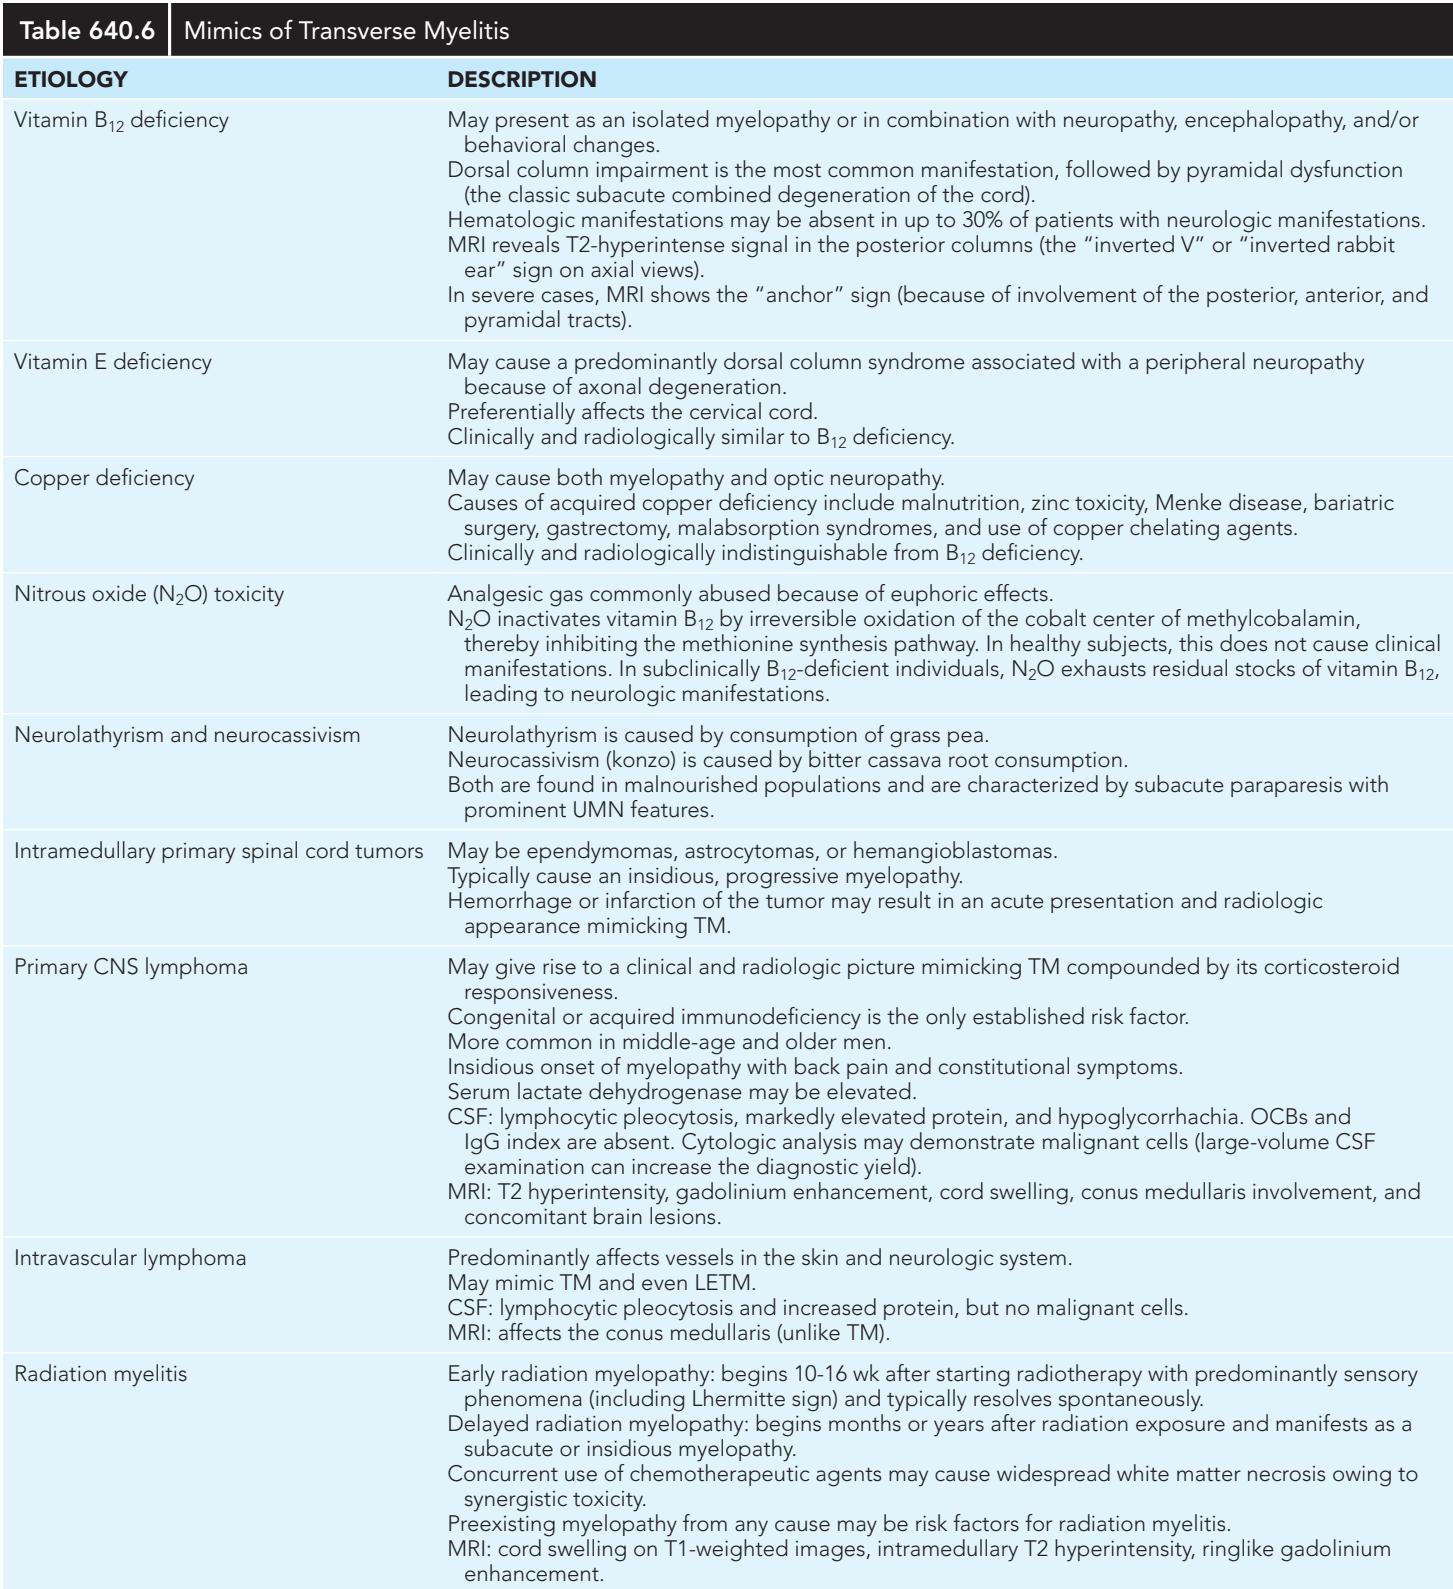 Table 640.6 Mimics of Transverse Myelitis
ETIOLOGY DESCRIPTION
Vitamin B12 deficiency May present as an isolated myelopathy or in combination with neuropathy, encephalopathy, and/or
behavioral changes.
Dorsal column impairment is the most common manifestation, followed by pyramidal dysfunction
(the classic subacute combined degeneration of the cord).
Hematologic manifestations may be absent in up to 30% of patients with neurologic manifestations.
MRI reveals T2-hyperintense signal in the posterior columns (the “inverted V” or “inverted rabbit
ear” sign on axial views).
In severe cases, MRI shows the “anchor” sign (because of involvement of the posterior, anterior, and
pyramidal tracts).
Vitamin E deficiency May cause a predominantly dorsal column syndrome associated with a peripheral neuropathy
because of axonal degeneration.
Preferentially affects the cervical cord.
Clinically and radiologically similar to B12 deficiency.
Copper deficiency May cause both myelopathy and optic neuropathy.
Causes of acquired copper deficiency include malnutrition, zinc toxicity, Menke disease, bariatric
surgery, gastrectomy, malabsorption syndromes, and use of copper chelating agents.
Clinically and radiologically indistinguishable from B12 deficiency.
Nitrous oxide (N2O) toxicity Analgesic gas commonly abused because of euphoric effects.
N2O inactivates vitamin B12 by irreversible oxidation of the cobalt center of methylcobalamin,
thereby inhibiting the methionine synthesis pathway. In healthy subjects, this does not cause clinical
manifestations. In subclinically B12-deficient individuals, N2O exhausts residual stocks of vitamin B12,
leading to neurologic manifestations.
Neurolathyrism and neurocassivism Neurolathyrism is caused by consumption of grass pea.
Neurocassivism (konzo) is caused by bitter cassava root consumption.
Both are found in malnourished populations and are characterized by subacute paraparesis with
prominent UMN features.
Intramedullary primary spinal cord tumors May be ependymomas, astrocytomas, or hemangioblastomas.
Typically cause an insidious, progressive myelopathy.
Hemorrhage or infarction of the tumor may result in an acute presentation and radiologic
appearance mimicking TM.
Primary CNS lymphoma May give rise to a clinical and radiologic picture mimicking TM compounded by its corticosteroid
responsiveness.
Congenital or acquired immunodeficiency is the only established risk factor.
More common in middle-age and older men.
Insidious onset of myelopathy with back pain and constitutional symptoms.
Serum lactate dehydrogenase may be elevated.
CSF: lymphocytic pleocytosis, markedly elevated protein, and hypoglycorrhachia. OCBs and
IgG index are absent. Cytologic analysis may demonstrate malignant cells (large-volume CSF
examination can increase the diagnostic yield).
MRI: T2 hyperintensity, gadolinium enhancement, cord swelling, conus medullaris involvement, and
concomitant brain lesions.
Intravascular lymphoma Predominantly affects vessels in the skin and neurologic system.
May mimic TM and even LETM.
CSF: lymphocytic pleocytosis and increased protein, but no malignant cells.
MRI: affects the conus medullaris (unlike TM).
Radiation myelitis Early radiation myelopathy: begins 10-16 wk after starting radiotherapy with predominantly sensory
phenomena (including Lhermitte sign) and typically resolves spontaneously.
Delayed radiation myelopathy: begins months or years after radiation exposure and manifests as a
subacute or insidious myelopathy.
Concurrent use of chemotherapeutic agents may cause widespread white matter necrosis owing to
synergistic toxicity.
Preexisting myelopathy from any cause may be risk factors for radiation myelitis.
MRI: cord swelling on T1-weighted images, intramedullary T2 hyperintensity, ringlike gadolinium
enhancement.